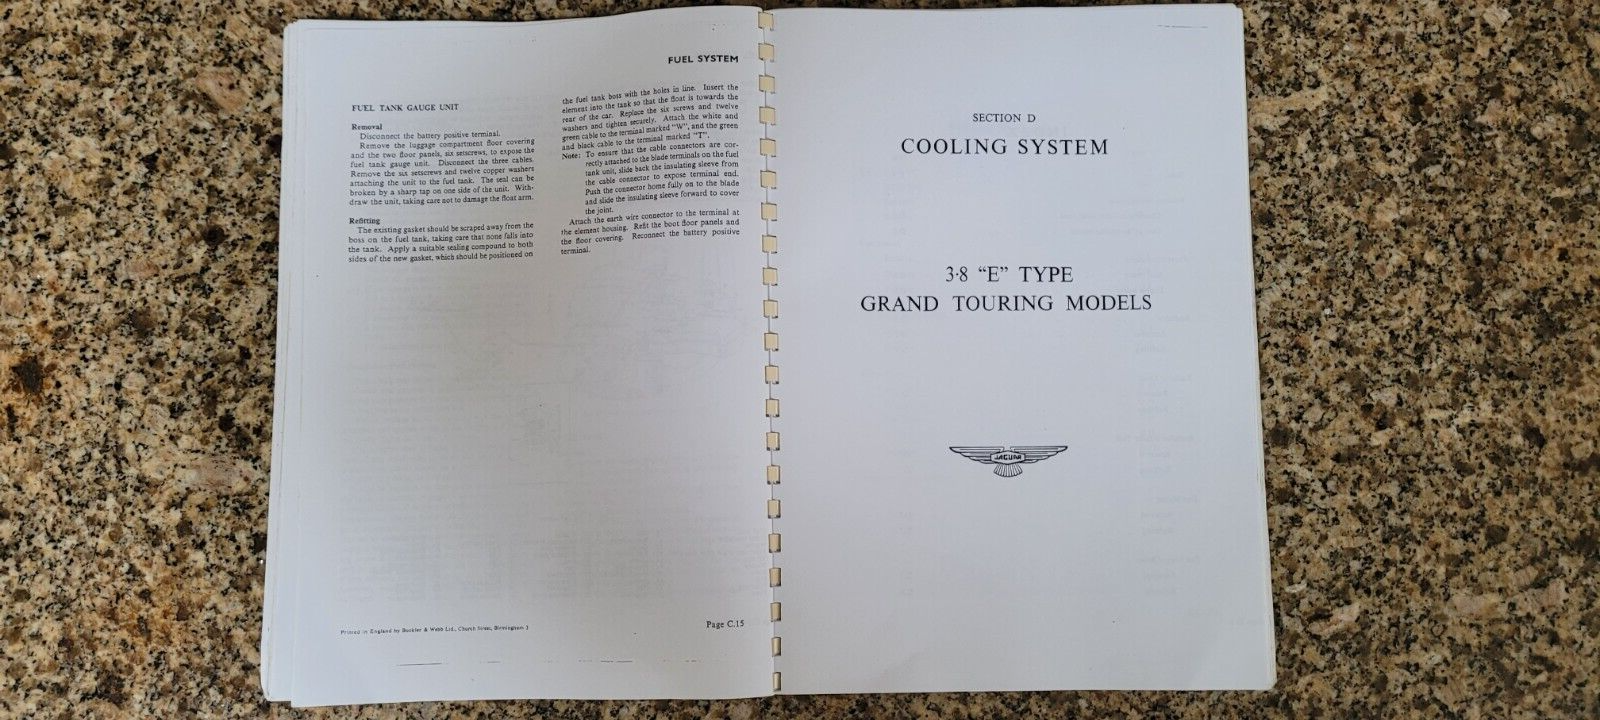 FUEL SYSTEM
FUEL TANK GAUGE UNIT
Removal
Disconnect the battery positive terminal.
Remove the luggage compartment floor covering
and the two floor panels, six setscrews, to expose the
fuel tank gauge unit. Disconnect the three cables.
Remove the six setscrews and twelve copper washers
attaching the unit to the fuel tank. The seal can be
broken by a sharp tap on one side of the unit. With-
draw the unit, taking care not to damage the float arm.
Refitting
The existing gasket should be scraped away from the
boss on the fuel tank, taking care that none falls into
the tank. Apply a suitable sealing compound to both
sides of the new gasket, which should be positioned on
the fuel tank boss with the holes in line. Insert the
element into the tank so that the float is towards the
rear of the car. Replace the six screws and twelve
washers and tighten securely. Attach the white and
green cable to the terminal marked "W", and the green
and black cable to the terminal marked "T".
Note: To ensure that the cable connectors are cor-
rectly attached to the blade terminals on the fuel
tank unit, slide back the insulating sleeve from
the cable connector to expose terminal end.
Push the connector home fully on to the blade
and slide the insulating sleeve forward to cover
the joint.
Attach the earth wire connector to the terminal at
the element housing. Refit the boot floor panels and
the floor covering. Reconnect the battery positive
terminal.
Printed in England by Buckler & Webb Ltd., Church Street, Birmingham 3
Page C.15
SECTION D
COOLING SYSTEM
3·8 “E” TYPE
GRAND TOURING MODELS
JAGUAR